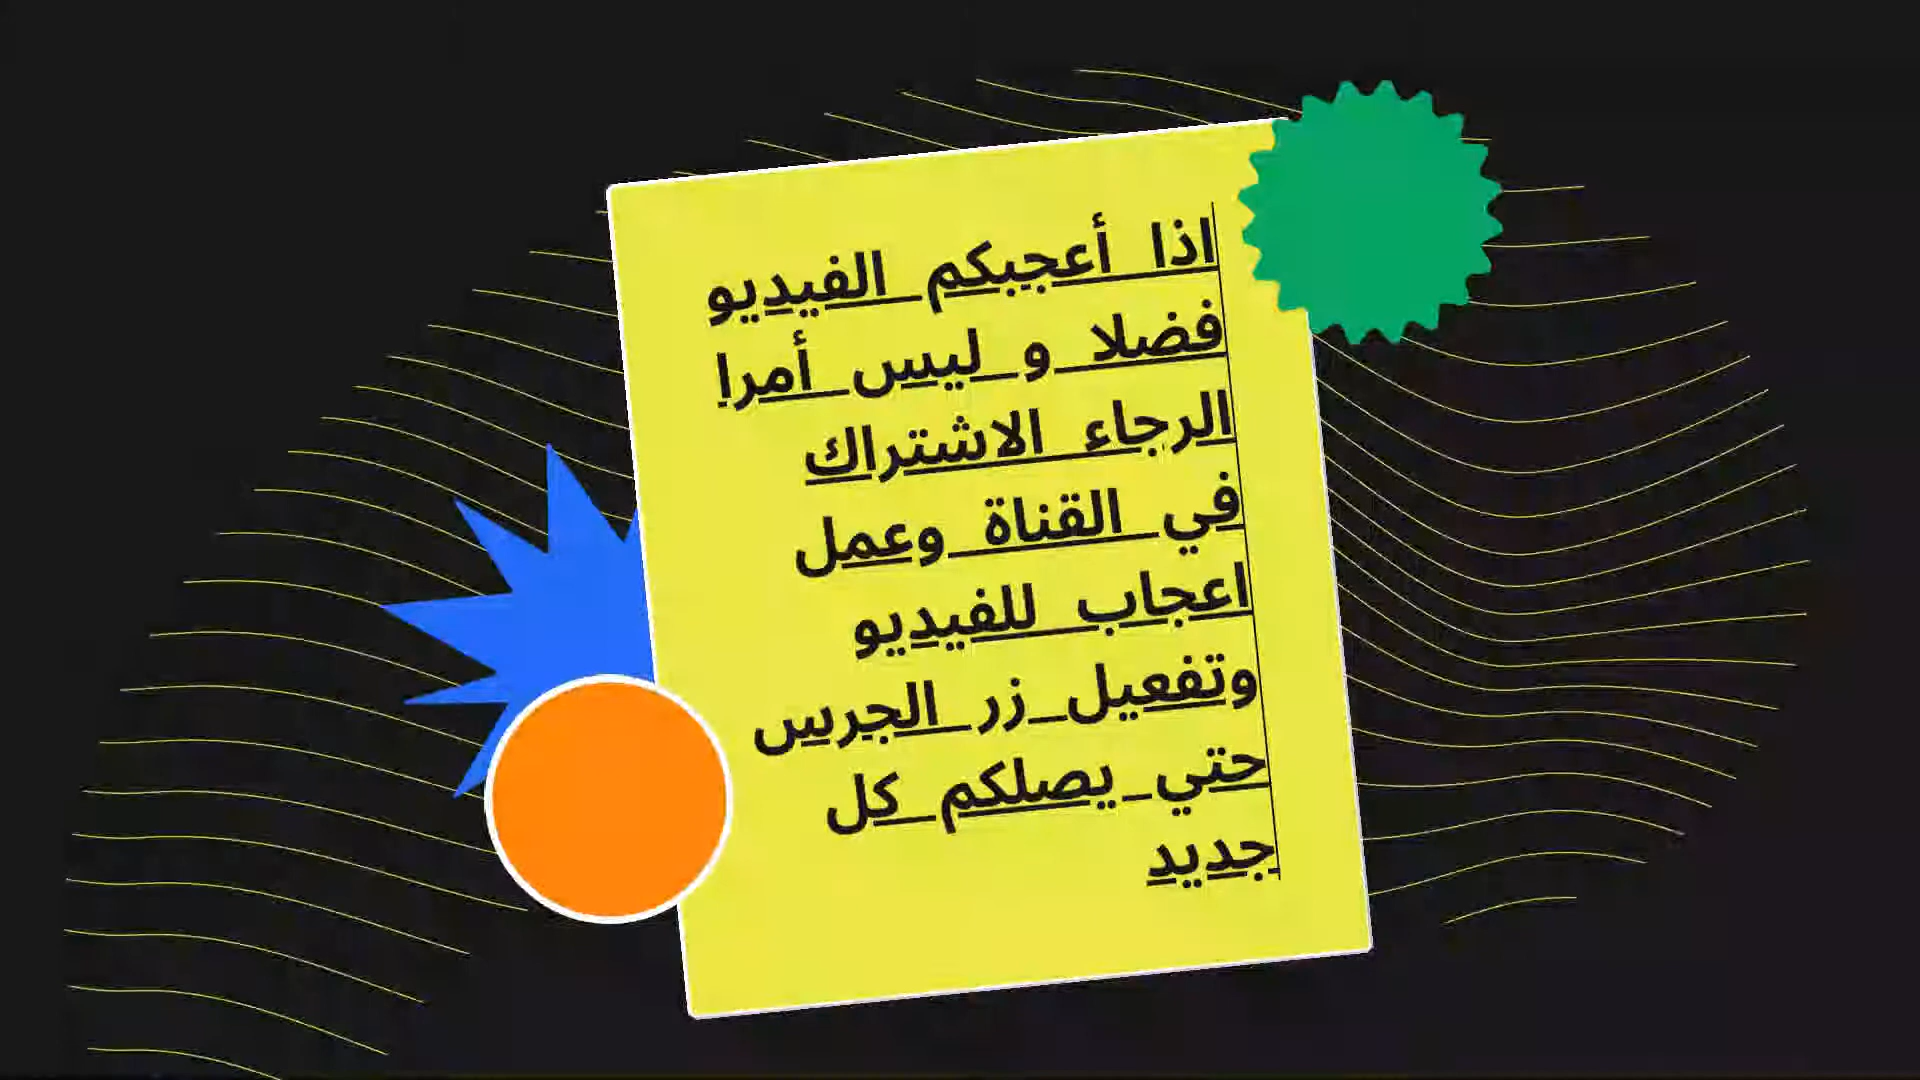 اذا أعجبكم الفيديو
فضلا و ليس أمرا
الرجاء الاشتراك
في القناة وعمل
اعجاب للفيديو
وتفعيل زر الجرس
حتي يصلكم كل
جديد